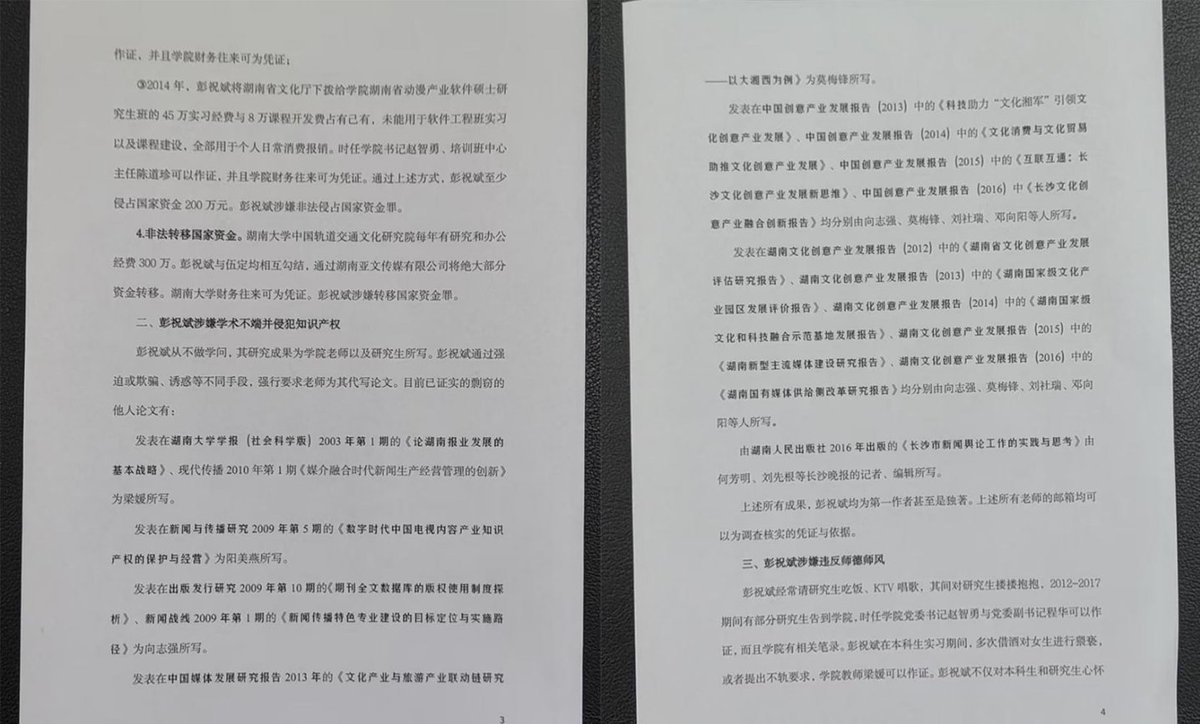 作证，并且学院财务往来可为凭证；
③2014 年，彭祝斌将湖南省文化厅下拨给学院湖南省动漫产业软件硕士研
究生班的 45 万实习经费与 8 万课程开发费占有己有，未能用于软件工程班实习
以及课程建设，全部用于个人日常消费报销。时任学院书记赵智勇、培训班中心
主任陈道珍可以作证，并且学院财务往来可为凭证。通过上述方式，彭祝斌至少
侵占国家资金 200 万元。彭祝斌涉嫌非法侵占国家资金罪。
4.非法转移国家资金。湖南大学中国轨道交通文化研究院每年有研究和办公
经费 300 万。彭祝斌与伍定均相互勾结，通过湖南亚文传媒有限公司将绝大部分
资金转移。湖南大学财务往来可为凭证。彭祝斌涉嫌转移国家资金罪。
二、彭祝斌涉嫌学术不端并侵犯知识产权
彭祝斌从不做学问，其研究成果为学院老师以及研究生所写。彭祝斌通过强
迫或欺骗、诱惑等不同手段，强行要求老师为其代写论文。目前已证实的剽窃的
他人论文有：
发表在湖南大学学报（社会科学版）2003 年第 1 期的《论湖南报业发展的
基本战略》、现代传播 2010 年第 1 期《媒介融合时代新闻生产经营管理的创新》
为梁媛所写。
发表在新闻与传播研究 2009 年第 5 期的《数字时代中国电视内容产业知识
产权的保护与经营》为阳美燕所写。
发表在出版发行研究 2009 年第 10 期的《期刊全文数据库的版权使用制度探
析》、新闻战线 2009 年第 1 期的《新闻传播特色专业建设的目标定位与实施路
径》为向志强所写。
发表在中国媒体发展研究报告 2013 年的《文化产业与旅游产业联动链研究
3
——以大湘西为例》为莫梅锋所写。
发表在中国创意产业发展报告（2013）中的《科技助力“文化湘军”引领文
化创意产业发展》、中国创意产业发展报告（2014）中的《文化消费与文化贸易
助推文化创意产业发展》、中国创意产业发展报告（2015）中的《互联互通：长
沙文化创意产业发展新思维》、中国创意产业发展报告（2016）中《长沙文化创
意产业融合创新报告》均分别由向志强、莫梅锋、刘社瑞、邓向阳等人所写。
发表在湖南文化创意产业发展报告（2012）中的《湖南省文化创意产业发展
评估研究报告》、湖南文化创意产业发展报告（2013）中的《湖南国家级文化产
业园区发展评价报告》、湖南文化创意产业发展报告（2014）中的《湖南国家级
文化和科技融合示范基地发展报告》、湖南文化创意产业发展报告（2015）中的
《湖南新型主流媒体建设研究报告》、湖南文化创意产业发展报告（2016）中的
《湖南国有媒体供给侧改革研究报告》均分别由向志强、莫梅锋、刘社瑞、邓向
阳等人所写。
由湖南人民出版社 2016 年出版的《长沙市新闻舆论工作的实践与思考》由
何芳明、刘先根等长沙晚报的记者、编辑所写。
上述所有成果，彭祝斌均为第一作者甚至是独著。上述所有老师的邮箱均可
以为调查核实的凭证与依据。
三、彭祝斌涉嫌违反师德师风
彭祝斌经常请研究生吃饭、KTV 唱歌，其间对研究生搂搂抱抱，2012-2017
期间有部分研究生告到学院，时任学院党委书记赵智勇与党委副书记程华可以作
证，而且学院有相关笔录。彭祝斌在本科生实习期间，多次借酒对女生进行猥亵，
或者提出不轨要求，学院教师梁媛可以作证。彭祝斌不仅对本科生和研究生心怀
4